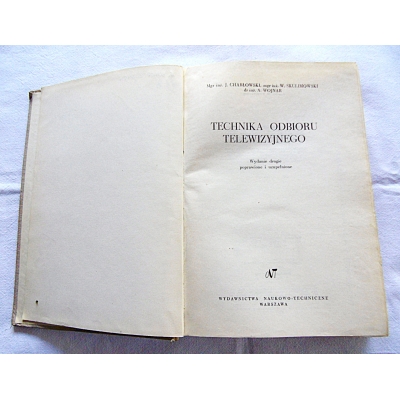 Mgr inż. J. CHABŁOWSKI, mgr inż. W. SKULIMOWSKI
dr inż. A. WOJNAR
TECHNIKA ODBIORU
TELEWIZYJNEGO
Wydanie drugie
poprawione i uzupełnione
WYDAWNICTWA NAUKOWO-TECHNICZNE
WARSZAWA